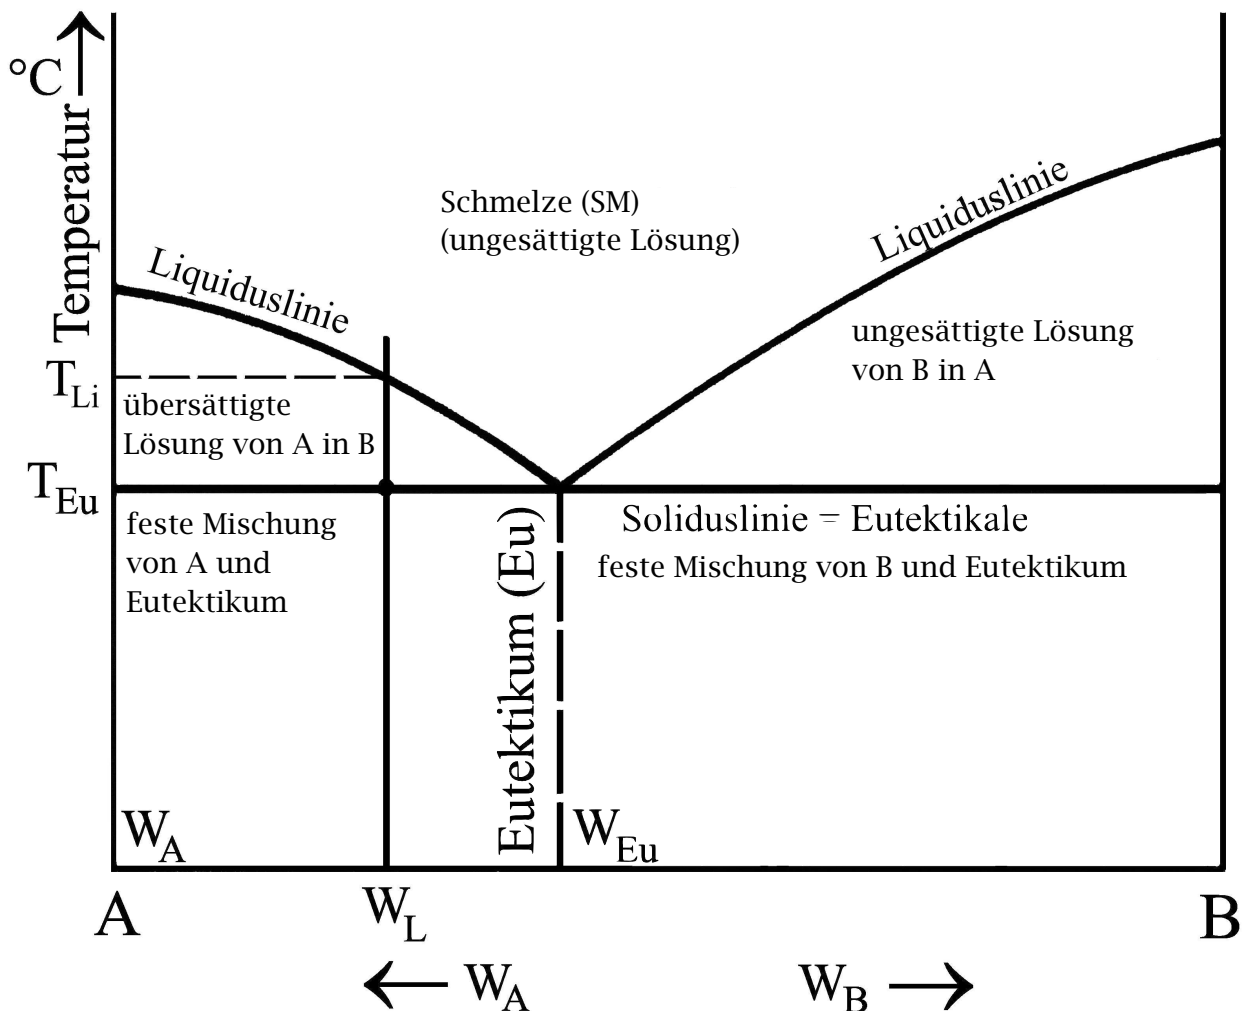 °C
Temperatur
Schmelze (SM)
(ungesättigte Lösung)
Liquiduslinie
Liquiduslinie
ungesättigte Lösung
von B in A
T_Li
übersättigte
Lösung von A in B
T_Eu
feste Mischung
von A und
Eutektikum
Eutektikum (Eu)
Soliduslinie = Eutektikale
feste Mischung von B und Eutektikum
W_A
W_Eu
A
W_L
B
W_A
W_B